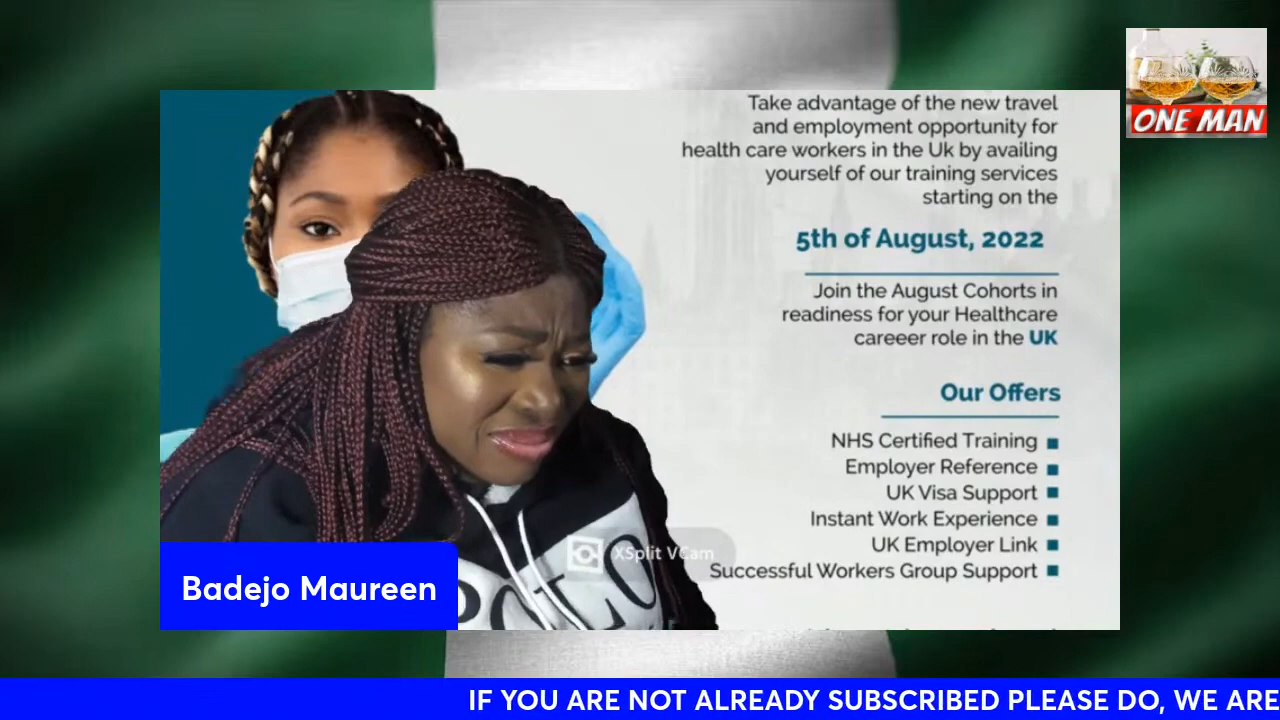 ONE MAN
Take advantage of the new travel
and employment opportunity for
health care workers in the Uk by availing
yourself of our training services
starting on the
5th of August, 2022
Join the August Cohorts in
readiness for your Healthcare
careeer role in the UK
Our Offers
NHS Certified Training
Employer Reference
UK Visa Support
Instant Work Experience
UK Employer Link
Successful Workers Group Support
XSplit VCam
POLO
Badejo Maureen
IF YOU ARE NOT ALREADY SUBSCRIBED PLEASE DO, WE ARE